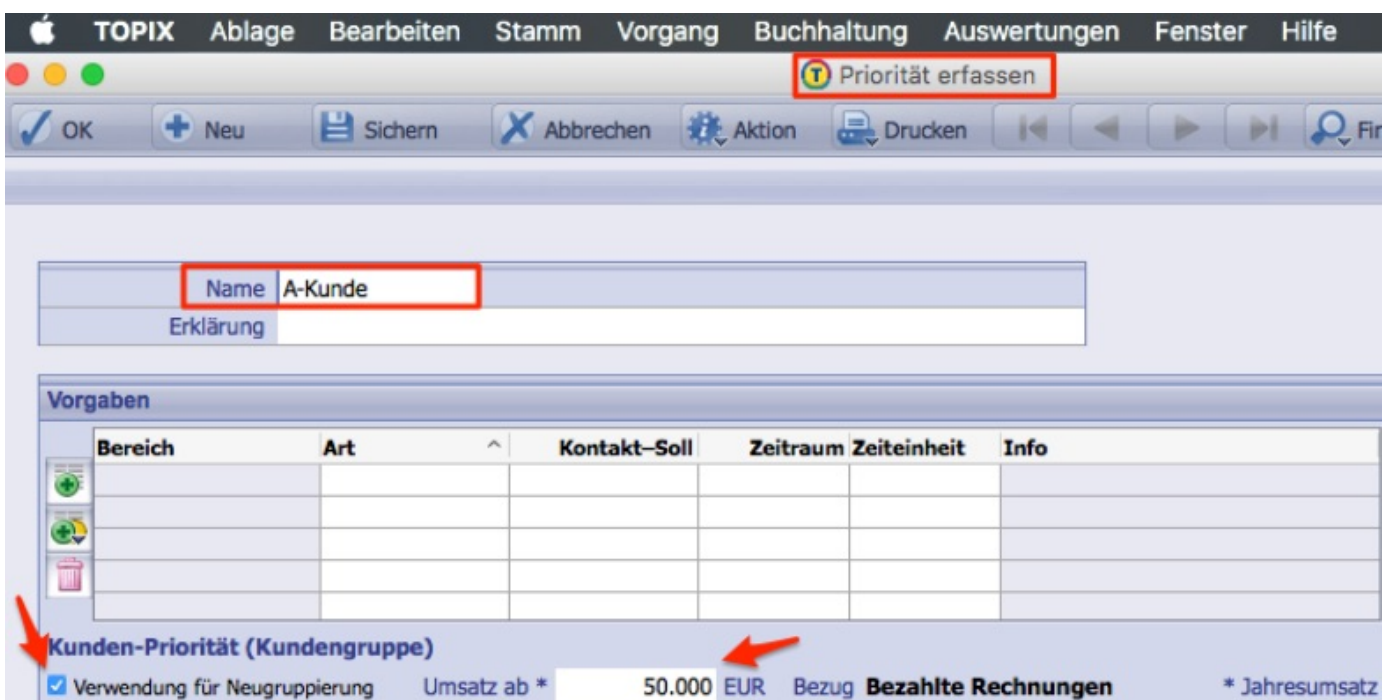 TOPIX Ablage Bearbeiten Stamm Vorgang Buchhaltung Auswertungen Fenster Hilfe
T Priorität erfassen
OK Neu Sichern Abbrechen Aktion Drucken Fin
Name A-Kunde
Erklärung
Vorgaben
Bereich Art Kontakt–Soll Zeitraum Zeiteinheit Info
Kunden-Priorität (Kundengruppe)
Verwendung für Neugruppierung Umsatz ab * 50.000 EUR Bezug Bezahlte Rechnungen * Jahresumsatz